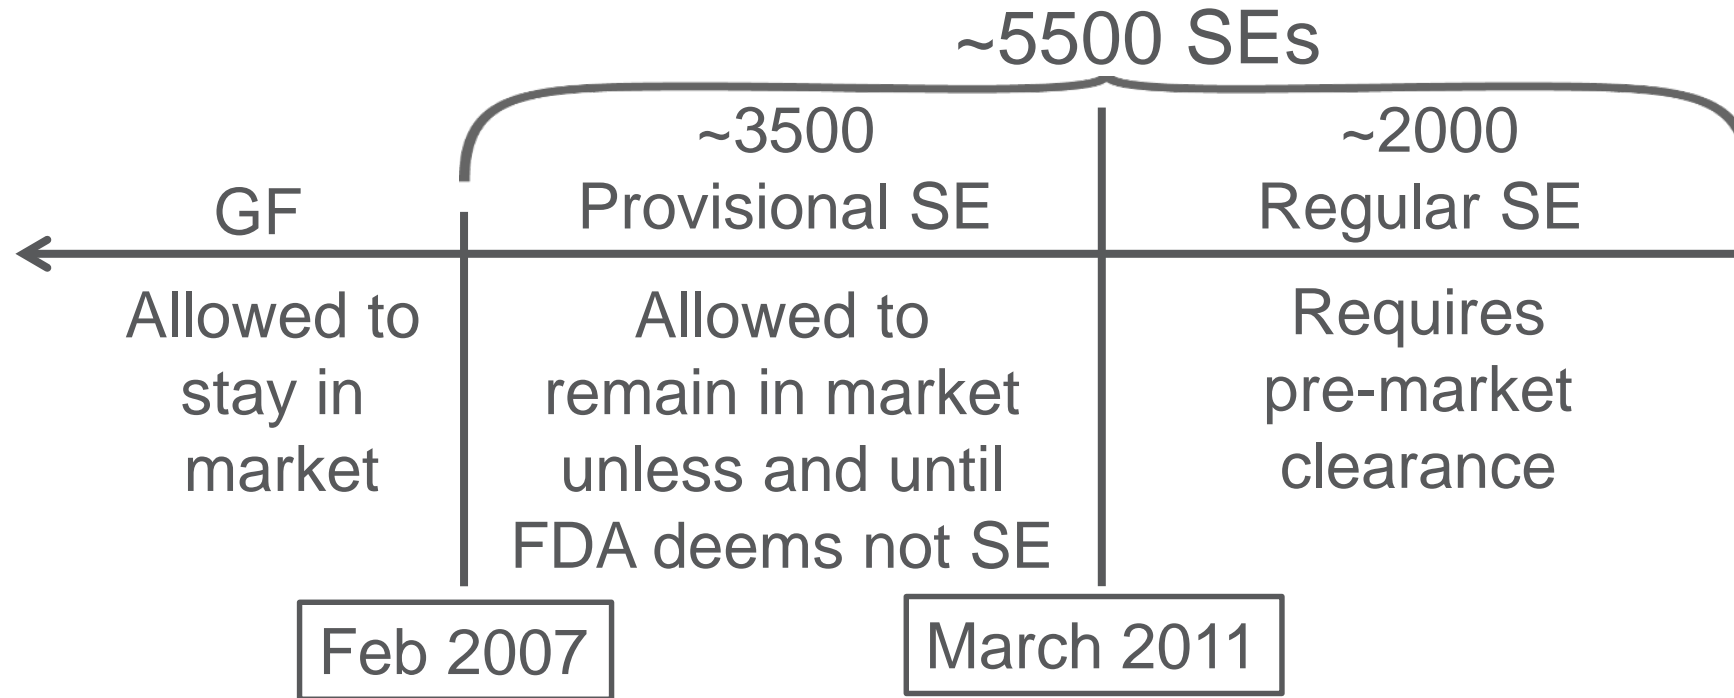 ~5500 SEs
~3500
Provisional SE
~2000
Regular SE
GF
Allowed to
stay in
market
Allowed to
remain in market
unless and until
FDA deems not SE
Requires
pre-market
clearance
Feb 2007
March 2011